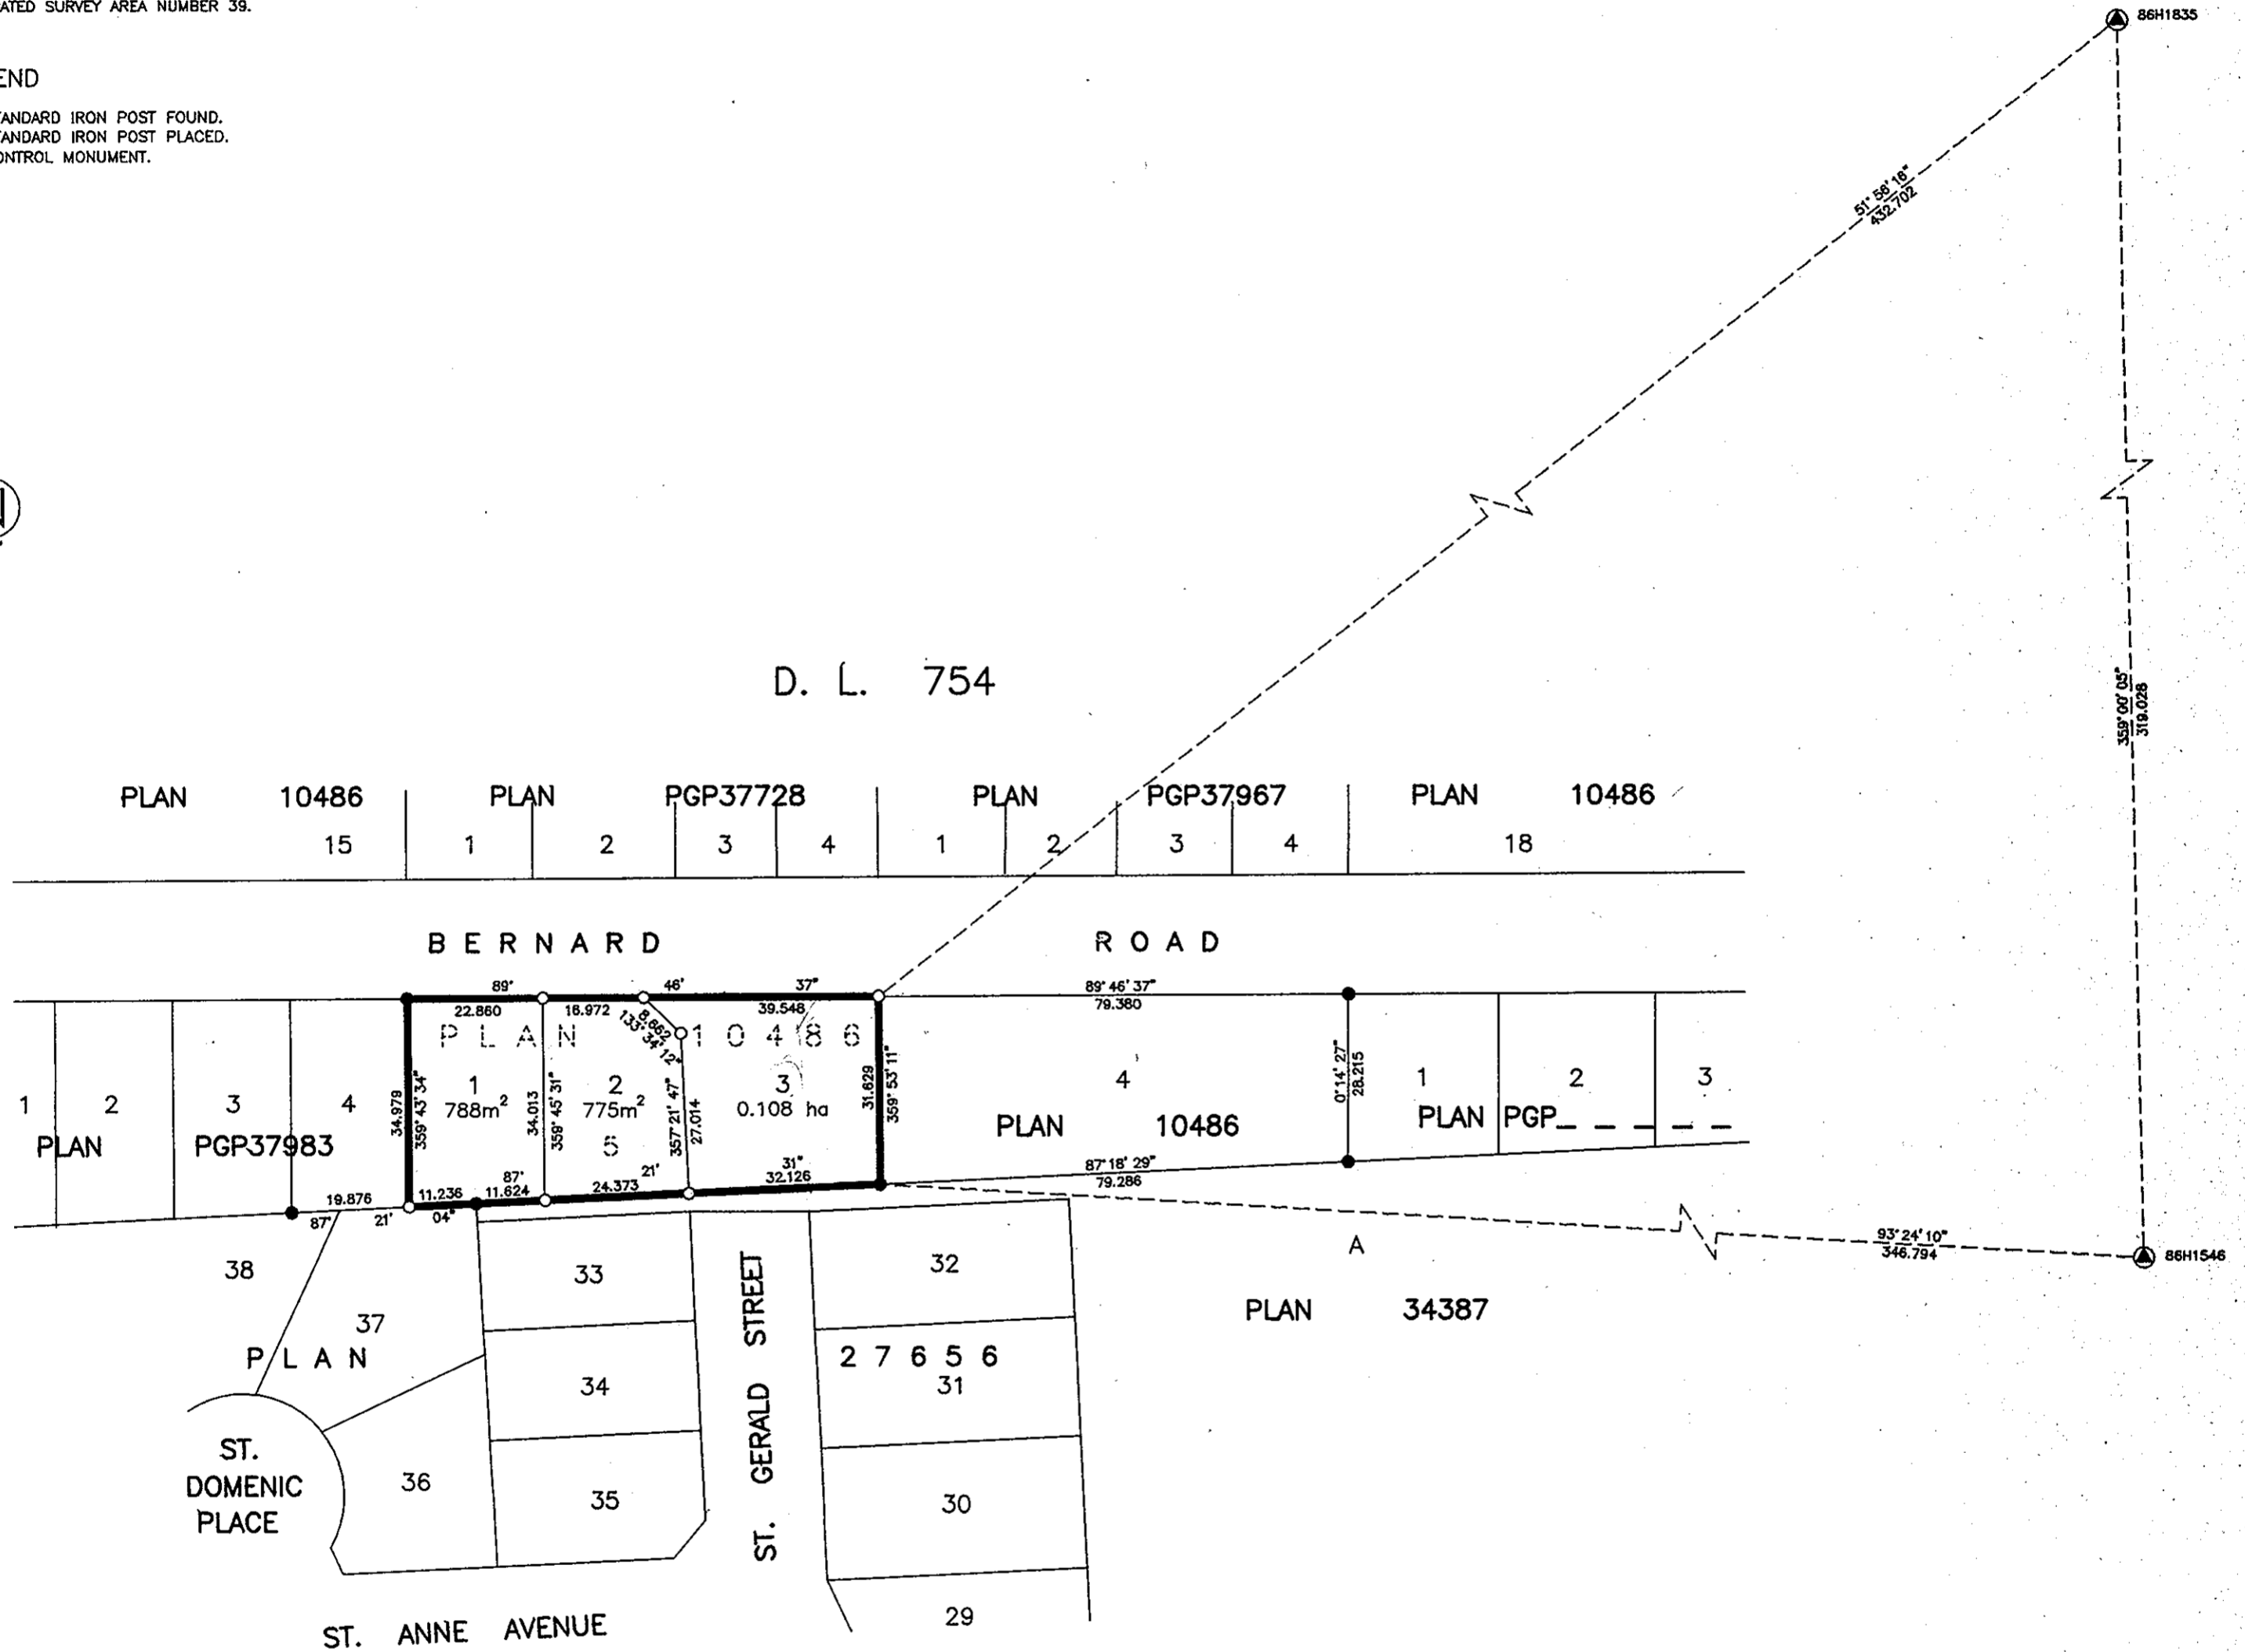 ATED SURVEY AREA NUMBER 39.
END
TANDARD IRON POST FOUND.
TANDARD IRON POST PLACED.
ONTROL MONUMENT.
86H1835
51° 56' 16"
432.702
359° 00' 05"
319.028
D. L. 754
PLAN 10486 PLAN PGP37728 PLAN PGP37967 PLAN 10486
15 1 2 3 4 1 2 3 4 18
BERNARD ROAD
89° 46' 37" 89° 46' 37"
22.860 16.972 39.548 79.380
8.662
133° 34' 12"
PLAN 10486
34.979
359° 43' 34"
34.013
359° 45' 31"
357° 21' 47"
27.014
31.629
359° 53' 11"
0° 14' 27"
28.215
1 2 3 4 1 2 3 4 1 2 3
788m² 775m² 0.108 ha
5
PLAN PGP37983 PLAN 10486 PLAN PGP
87° 21' 31"
11.236 11.624 24.373 32.126
19.876
87° 21' 04"
87° 18' 29"
79.286
93° 24' 10"
346.794
86H1546
A
PLAN 34387
38 33 32
37 34 31
PLAN 27656
36 35 30
29
ST. GERALD STREET
ST.
DOMENIC
PLACE
ST. ANNE AVENUE